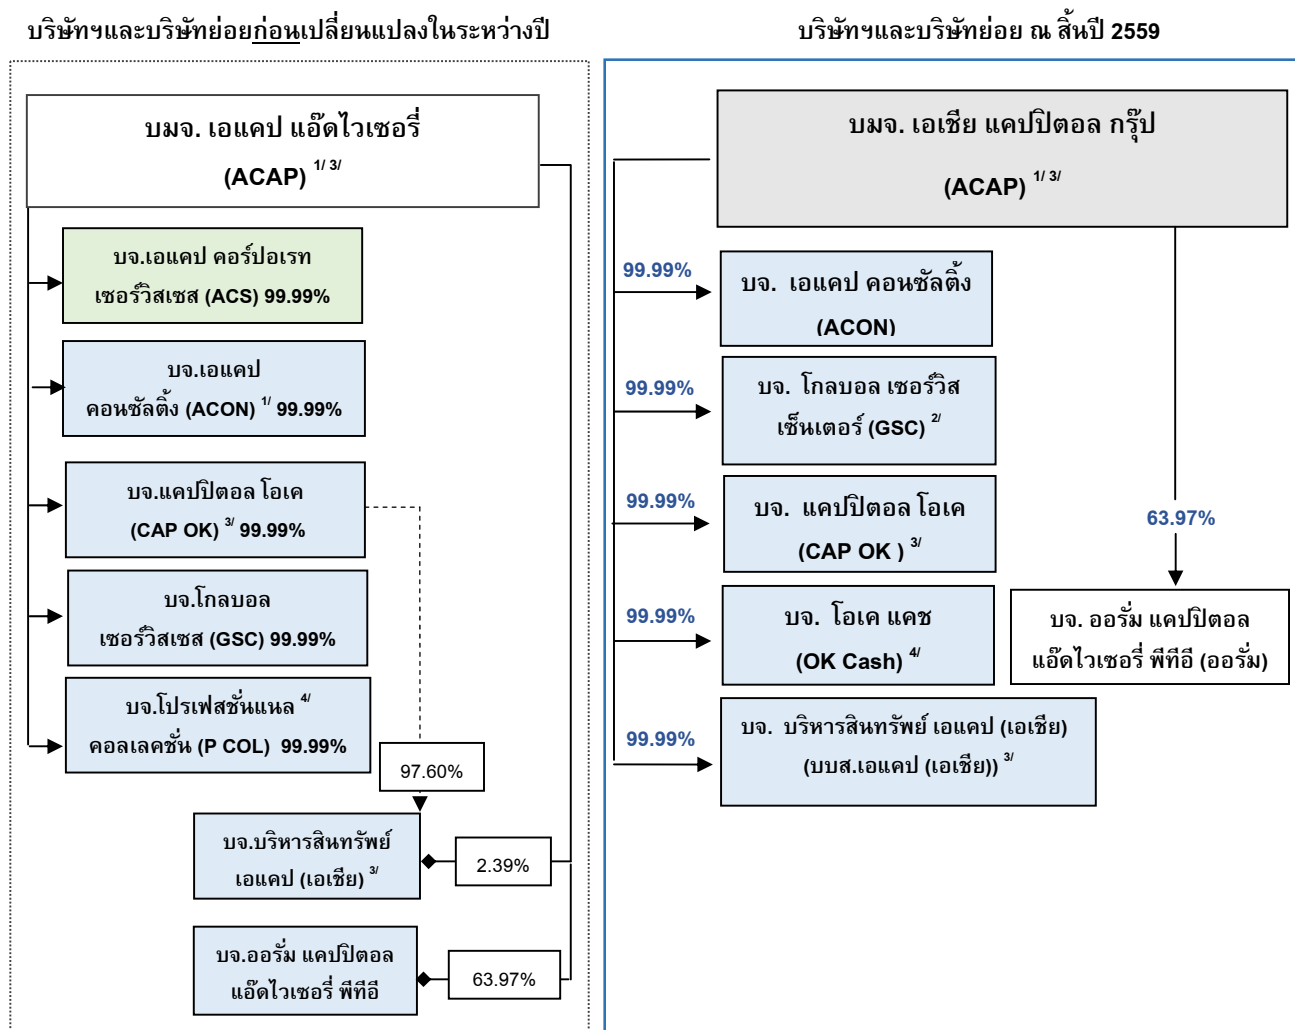 บริษัทฯและบริษัทย่อยก่อนเปลี่ยนแปลงในระหว่างปี
บมจ. เอแคป แอ๊ดไวเซอรี่
(ACAP) 1/ 3/
บจ.เอแคป คอร์ปอเรท
เซอร์วิสเซส (ACS) 99.99%
บจ.เอแคป
คอนซัลติ้ง (ACON) 1/ 99.99%
บจ.แคปปิตอล โอเค
(CAP OK) 3/ 99.99%
บจ.โกลบอล
เซอร์วิสเซส (GSC) 99.99%
บจ.โปรเฟสชั่นแนล 4/
คอลเลคชั่น (P COL) 99.99%
97.60%
บจ.บริหารสินทรัพย์
เอแคป (เอเชีย) 3/
2.39%
บจ.ออรั่ม แคปปิตอล
แอ๊ดไวเซอรี่ พีทีอี
63.97%
บริษัทฯและบริษัทย่อย ณ สิ้นปี 2559
บมจ. เอเชีย แคปปิตอล กรุ๊ป
(ACAP) 1/ 3/
99.99%
บจ. เอแคป คอนซัลติ้ง
(ACON)
99.99%
บจ. โกลบอล เซอร์วิส
เซ็นเตอร์ (GSC) 2/
99.99%
บจ. แคปปิตอล โอเค
(CAP OK ) 3/
99.99%
บจ. โอเค แคช
(OK Cash) 4/
99.99%
บจ. บริหารสินทรัพย์ เอแคป (เอเชีย)
(บบส.เอแคป (เอเชีย)) 3/
63.97%
บจ. ออรั่ม แคปปิตอล
แอ๊ดไวเซอรี่ พีทีอี (ออรั่ม)